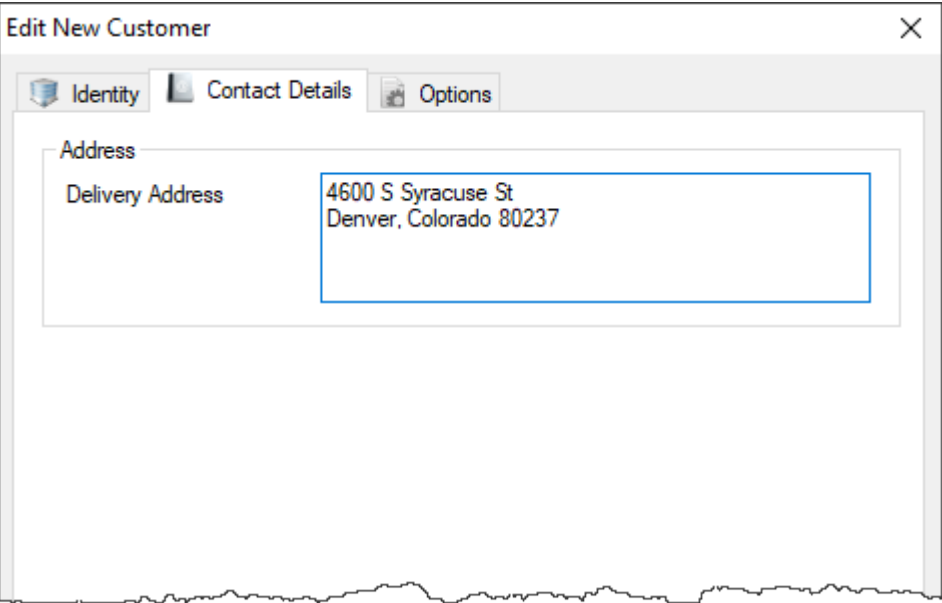 Edit New Customer
Identity
Contact Details
Options
Address
Delivery Address
4600 S Syracuse St
Denver, Colorado 80237